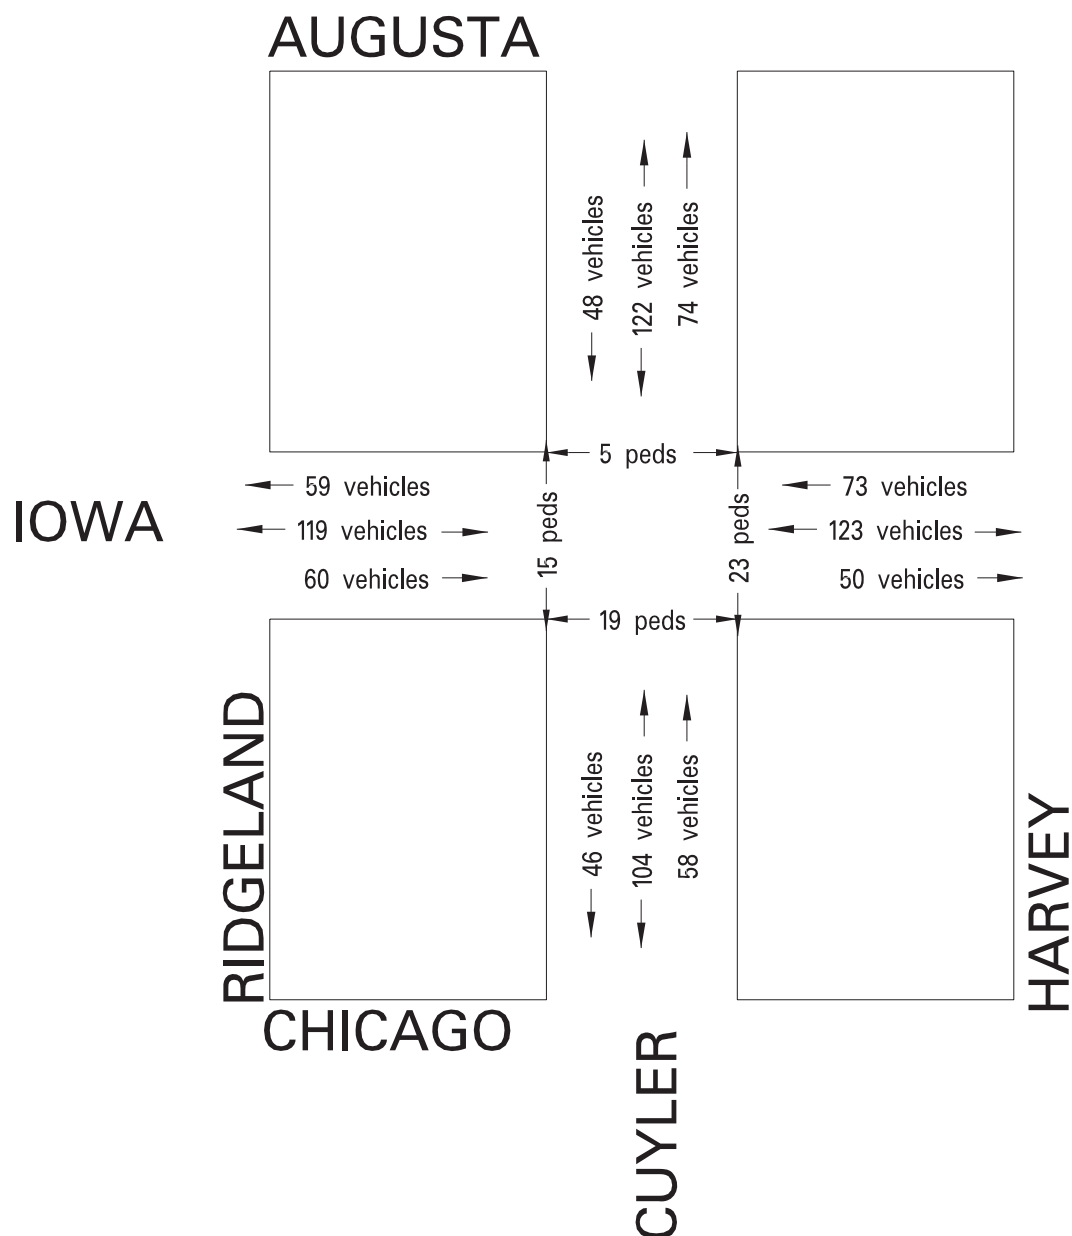 AUGUSTA
48 vehicles
122 vehicles
74 vehicles
5 peds
59 vehicles
73 vehicles
IOWA
119 vehicles
15 peds
23 peds
123 vehicles
60 vehicles
50 vehicles
19 peds
RIDGELAND
46 vehicles
104 vehicles
58 vehicles
HARVEY
CHICAGO
CUYLER